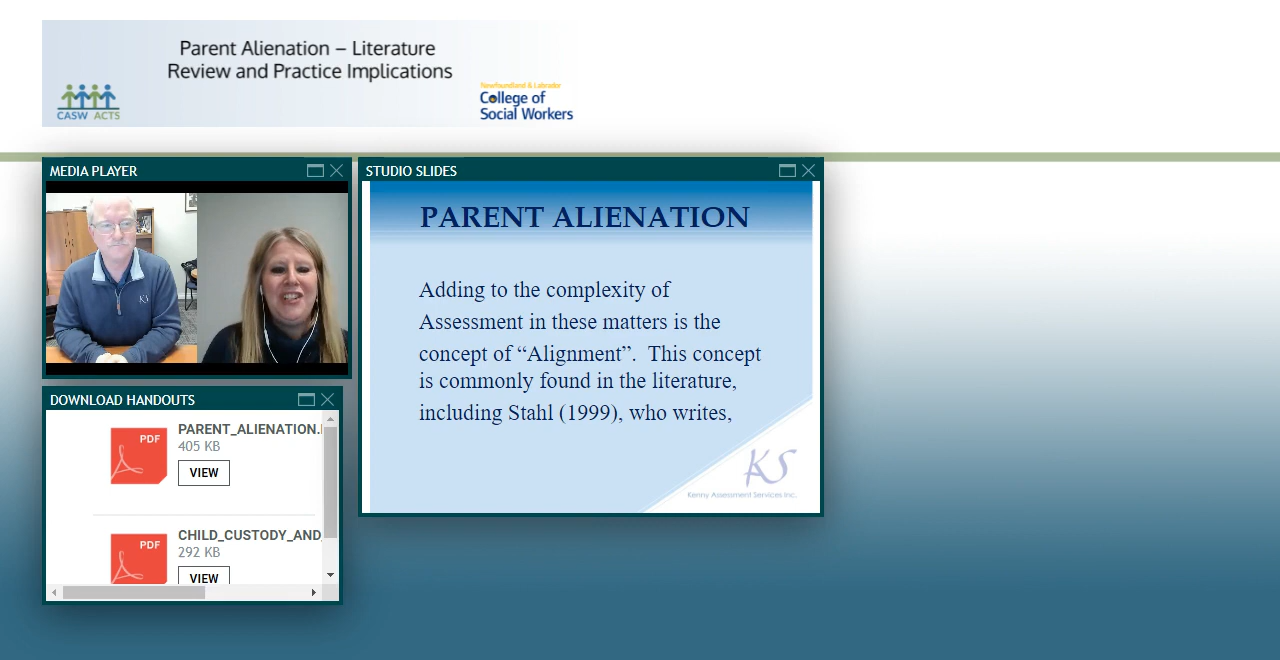 Parent Alienation – Literature
Review and Practice Implications
CASW ACTS
Newfoundland & Labrador
College of
Social Workers
MEDIA PLAYER
KS
STUDIO SLIDES
PARENT ALIENATION
Adding to the complexity of
Assessment in these matters is the
concept of “Alignment”.  This concept
is commonly found in the literature,
including Stahl (1999), who writes,
KS
Kenny Assessment Services Inc.
DOWNLOAD HANDOUTS
PDF
PARENT_ALIENATION.
405 KB
VIEW
PDF
CHILD_CUSTODY_AND
292 KB
VIEW